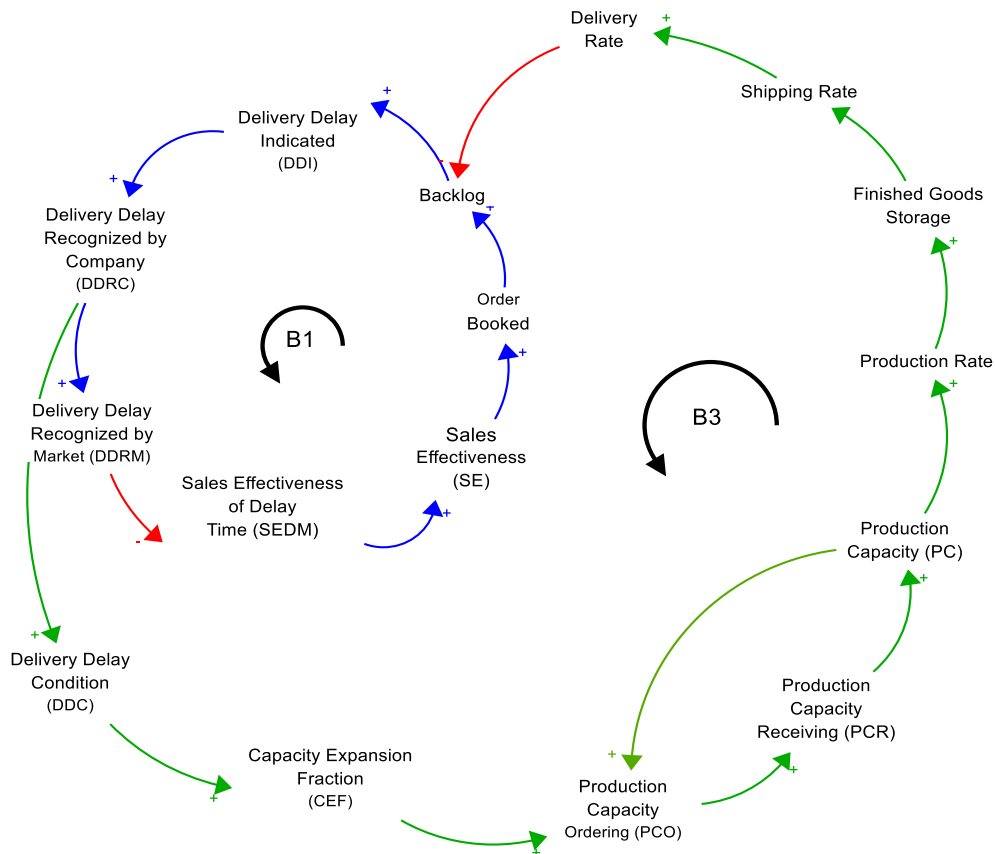 Delivery
Rate
+
Shipping Rate
+
Delivery Delay
Indicated
(DDI)
-
+
Backlog
+
Finished Goods
Storage
+
Delivery Delay
Recognized by
Company
(DDRC)
Order
Booked
B1
+
+
Production Rate
+
+
Delivery Delay
Recognized by
Market (DDRM)
B3
Sales
Effectiveness
(SE)
Sales Effectiveness
of Delay
Time (SEDM)
+
-
Production
Capacity (PC)
+
+
Delivery Delay
Condition
(DDC)
Production
Capacity
Receiving (PCR)
Capacity Expansion
Fraction
(CEF)
+
+
+
Production
Capacity
Ordering (PCO)
+